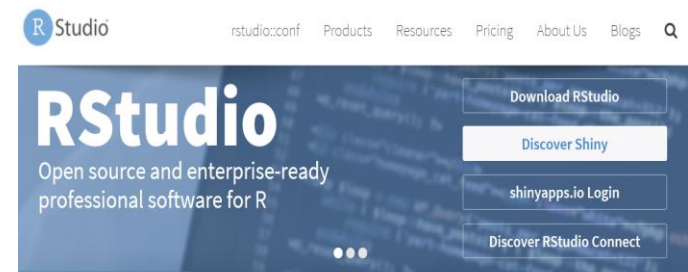 R Studio
rstudio::conf Products Resources Pricing About Us Blogs
RStudio
Open source and enterprise-ready
professional software for R
Download RStudio
Discover Shiny
shinyapps.io Login
Discover RStudio Connect